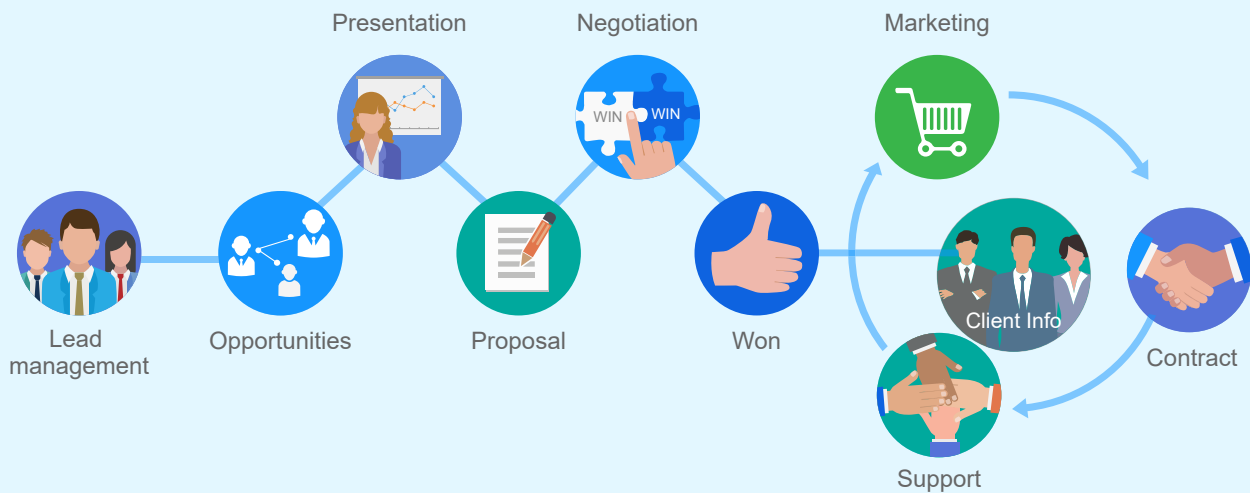 Presentation
Negotiation
Marketing
WIN
WIN
Lead
management
Opportunities
Proposal
Won
Client Info
Contract
Support